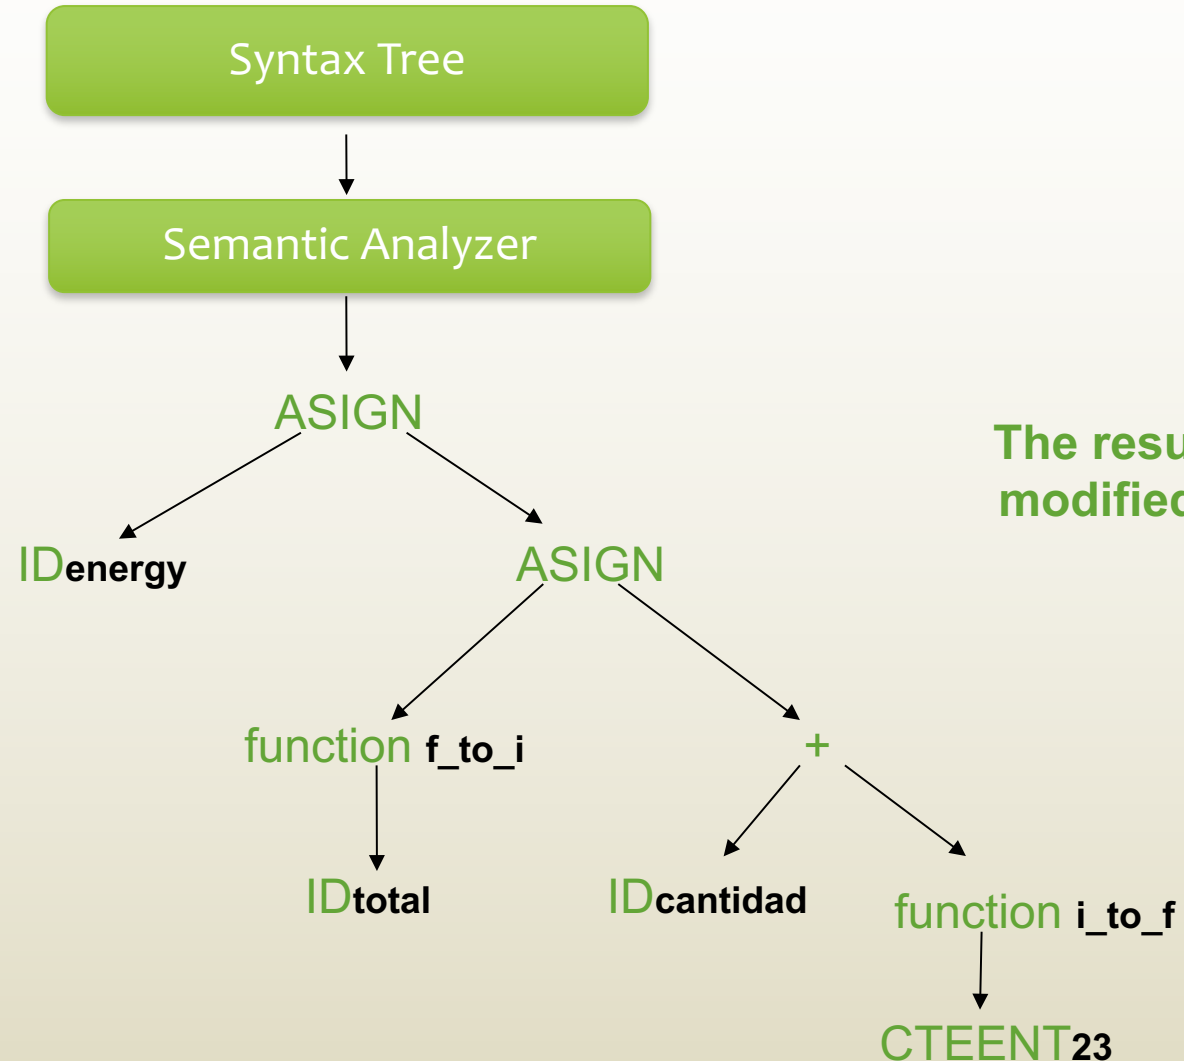 Syntax Tree
Semantic Analyzer
ASIGN
The resu
modified
IDenergy
ASIGN
function f_to_i
+
IDtotal
IDcantidad
function i_to_f
CTEENT23